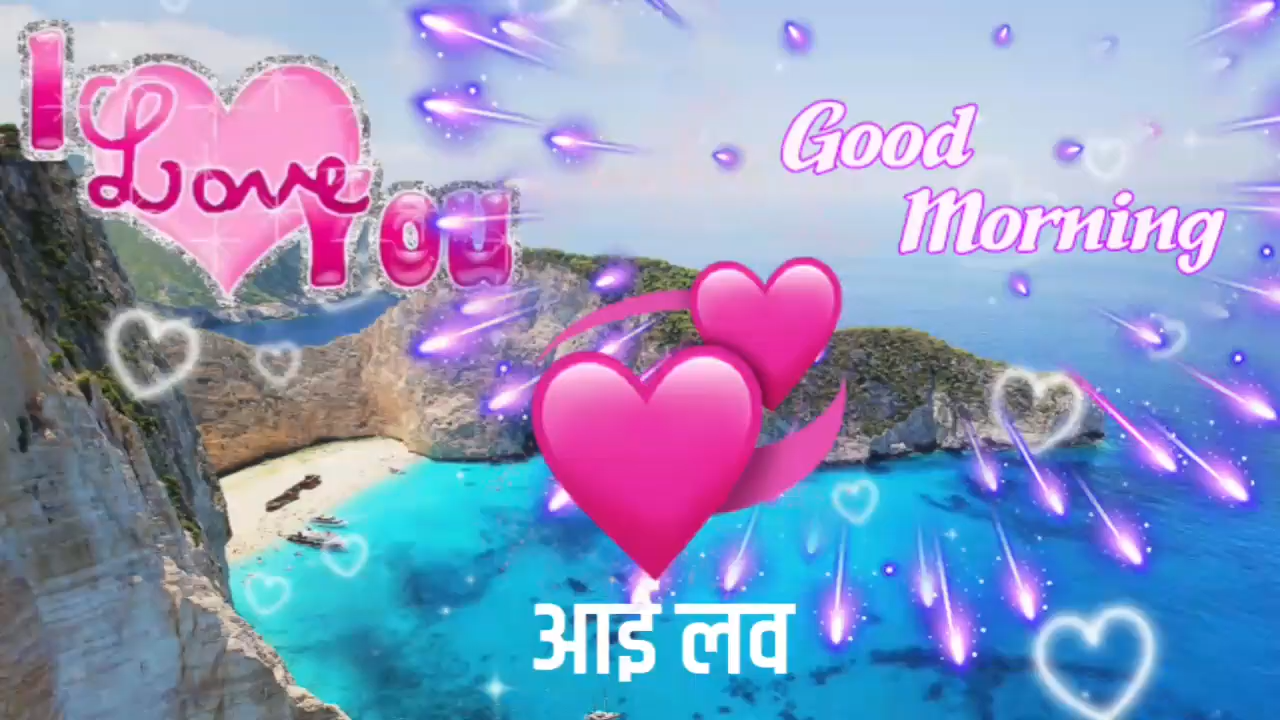 I
Love
You
Good
Morning
आइ लव